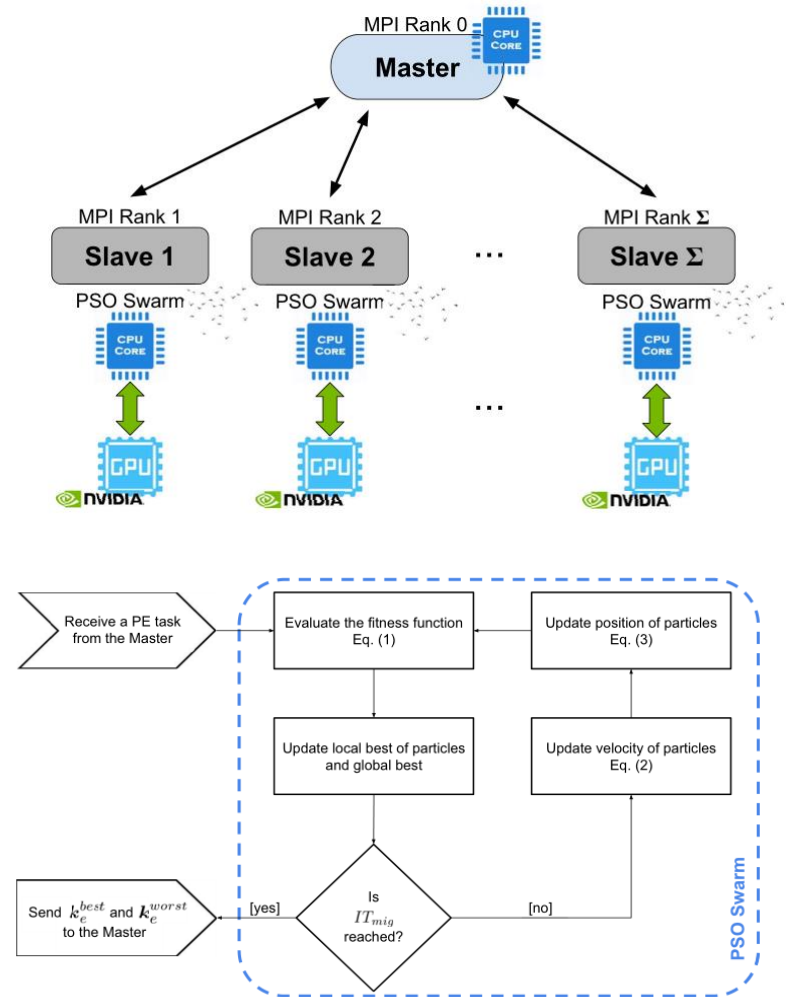 MPI Rank 0
CPU
CORE
Master
MPI Rank 1
MPI Rank 2
MPI Rank Σ
Slave 1
Slave 2
...
Slave Σ
PSO Swarm
PSO Swarm
PSO Swarm
CPU
CORE
CPU
CORE
CPU
CORE
...
GPU
GPU
GPU
NVIDIA
NVIDIA
NVIDIA
Receive a PE task
from the Master
Evaluate the fitness function
Eq. (1)
Update position of particles
Eq. (3)
Update local best of particles
and global best
Update velocity of particles
Eq. (2)
Is
IT_{mig}
reached?
[yes]
[no]
Send k_e^{best} and k_e^{worst}
to the Master
PSO Swarm